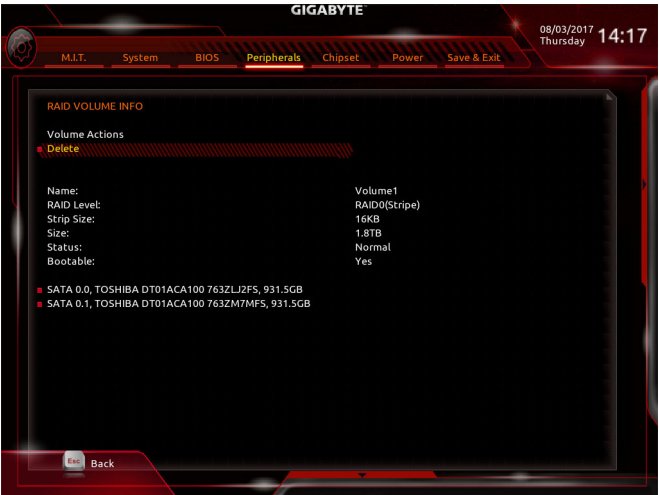 GIGABYTE
08/03/2017
Thursday
14:17
M.I.T. System BIOS Peripherals Chipset Power Save & Exit
RAID VOLUME INFO
Volume Actions
Delete
Name: Volume1
RAID Level: RAID0(Stripe)
Strip Size: 16KB
Size: 1.8TB
Status: Normal
Bootable: Yes
SATA 0.0, TOSHIBA DT01ACA100 763ZLJ2FS, 931.5GB
SATA 0.1, TOSHIBA DT01ACA100 763ZM7MFS, 931.5GB
Esc Back